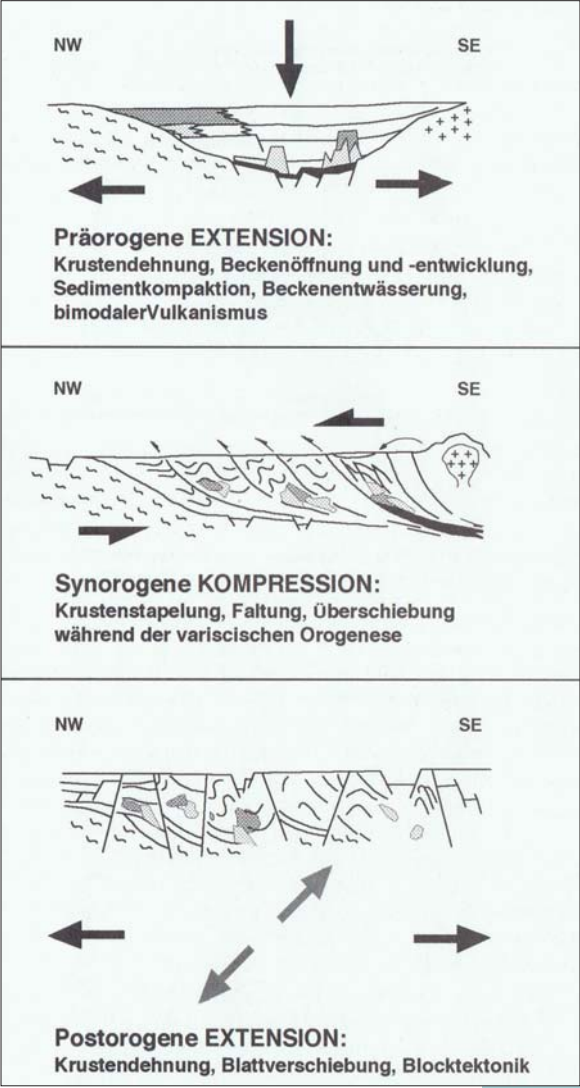 NW SE
Präorogene EXTENSION:
Krustendehnung, Beckenöffnung und -entwicklung,
Sedimentkompaktion, Beckenentwässerung,
bimodalerVulkanismus
NW SE
Synorogene KOMPRESSION:
Krustenstapelung, Faltung, Überschiebung
während der variscischen Orogenese
NW SE
Postorogene EXTENSION:
Krustendehnung, Blattverschiebung, Blocktektonik